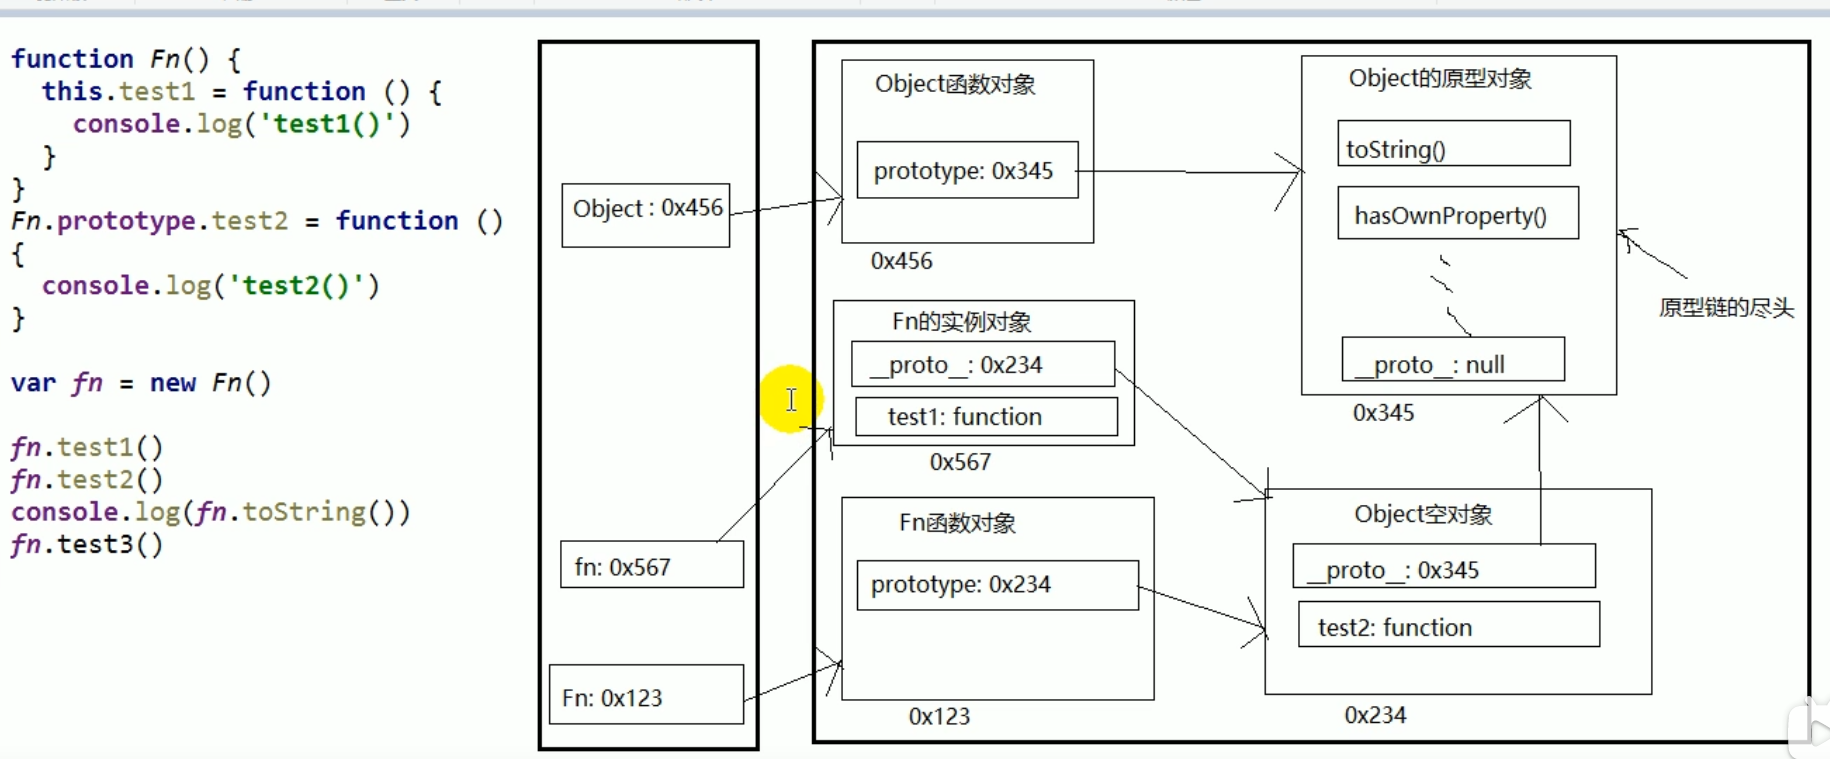 function Fn() {
this.test1 = function () {
console.log('test1()')
}
}
Fn.prototype.test2 = function ()
{
console.log('test2()')
}
var fn = new Fn()
fn.test1()
fn.test2()
console.log(fn.toString())
fn.test3()
Object : 0x456
fn: 0x567
Fn: 0x123
Object函数对象
prototype: 0x345
0x456
Fn的实例对象
__proto__: 0x234
test1: function
0x567
Fn函数对象
prototype: 0x234
0x123
Object的原型对象
toString()
hasOwnProperty()
__proto__: null
0x345
原型链的尽头
Object空对象
__proto__: 0x345
test2: function
0x234